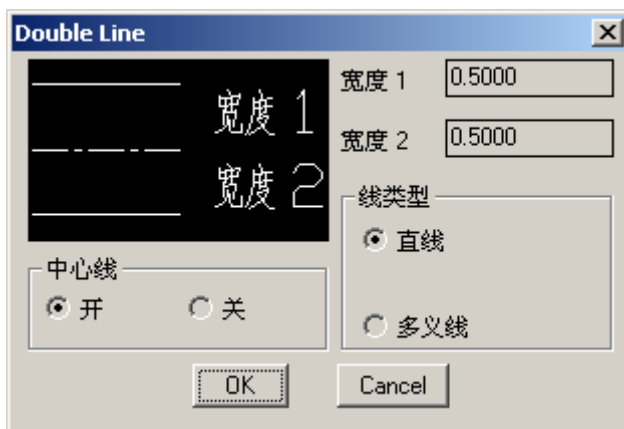 Double Line
宽度 1
宽度 2
宽度 1 0.5000
宽度 2 0.5000
线类型
直线
多义线
中心线
开 关
OK Cancel